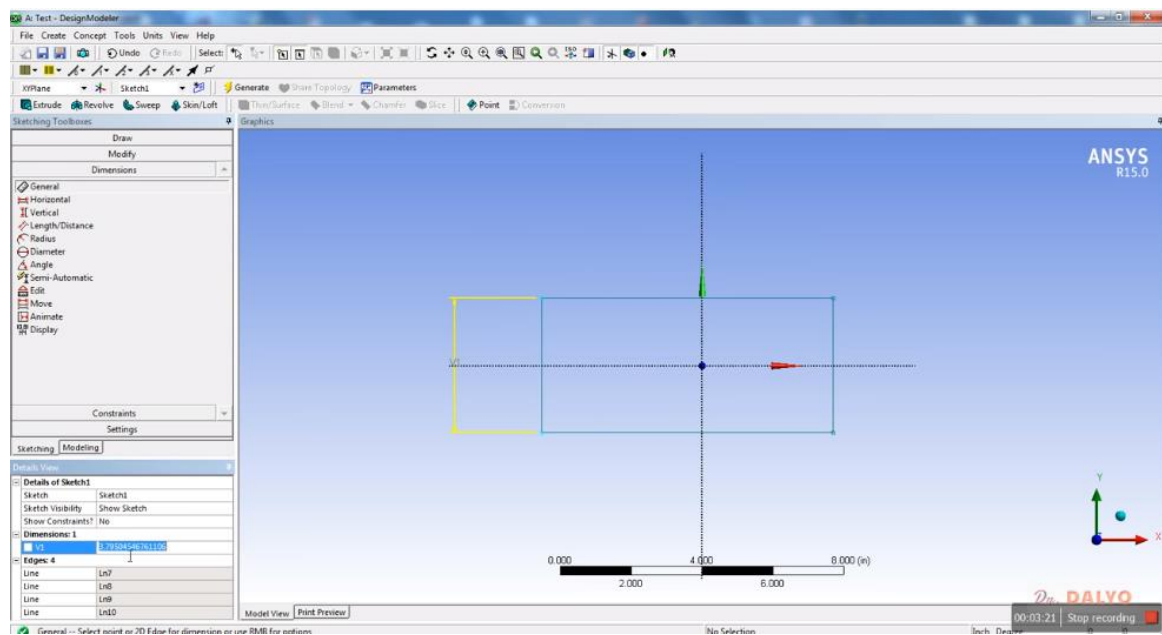 A: Test - DesignModeler
File Create Concept Tools Units View Help
Undo Redo Select:
XYPlane Sketch1 Generate Share Topology Parameters
Extrude Revolve Sweep Skin/Loft Thin/Surface Blend Chamfer Slice Point Conversion
Sketching Toolboxes
Draw
Modify
Dimensions
General
Horizontal
Vertical
Length/Distance
Radius
Diameter
Angle
Semi-Automatic
Edit
Move
Animate
Display
Constraints
Settings
Sketching Modeling
Details View
Details of Sketch1
Sketch Sketch1
Sketch Visibility Show Sketch
Show Constraints? No
Dimensions: 1
V1 3.79504546761106
Edges: 4
Line Ln7
Line Ln8
Line Ln9
Line Ln10
Graphics
ANSYS
R15.0
V1
Y
X
0.000 4.000 8.000 (in)
2.000 6.000
Dr. DALYO
00:03:21 Stop recording
Model View Print Preview
General -- Select point or 2D Edge for dimension or use RMB for options
No Selection
Inch Degree 0 0